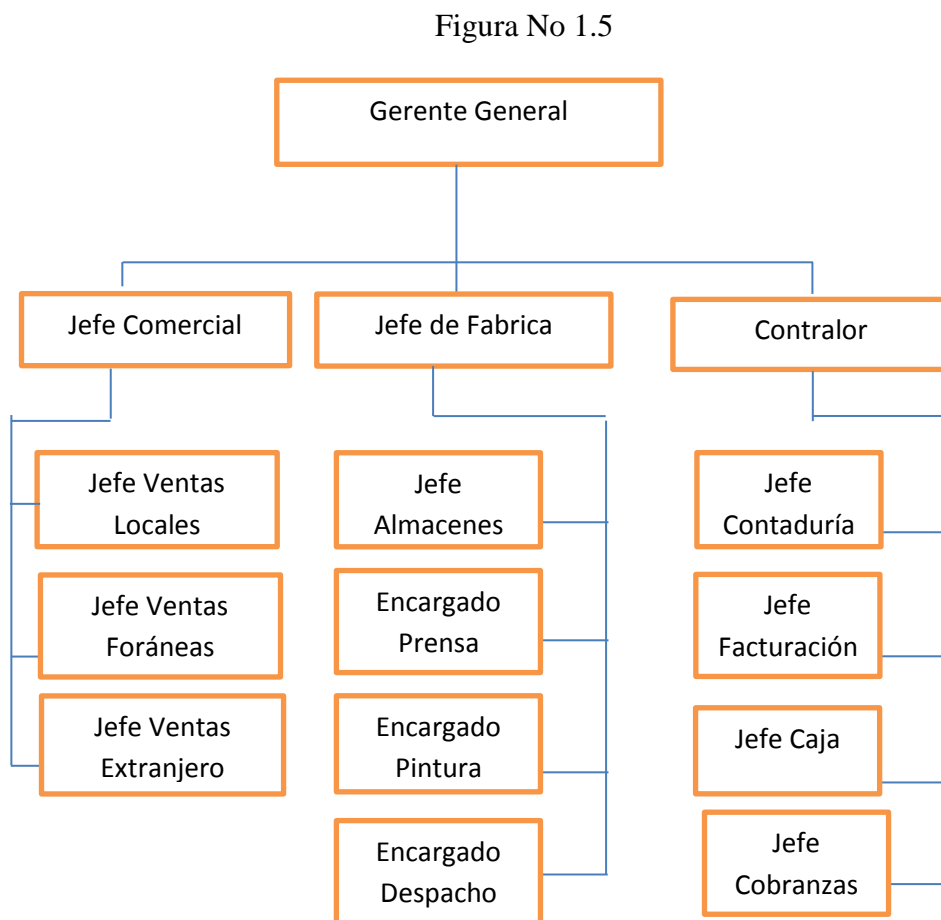 Figura No 1.5
Gerente General
Jefe Comercial
Jefe de Fabrica
Contralor
Jefe Ventas
Locales
Jefe Ventas
Foráneas
Jefe Ventas
Extranjero
Jefe
Almacenes
Encargado
Prensa
Encargado
Pintura
Encargado
Despacho
Jefe
Contaduría
Jefe
Facturación
Jefe Caja
Jefe
Cobranzas